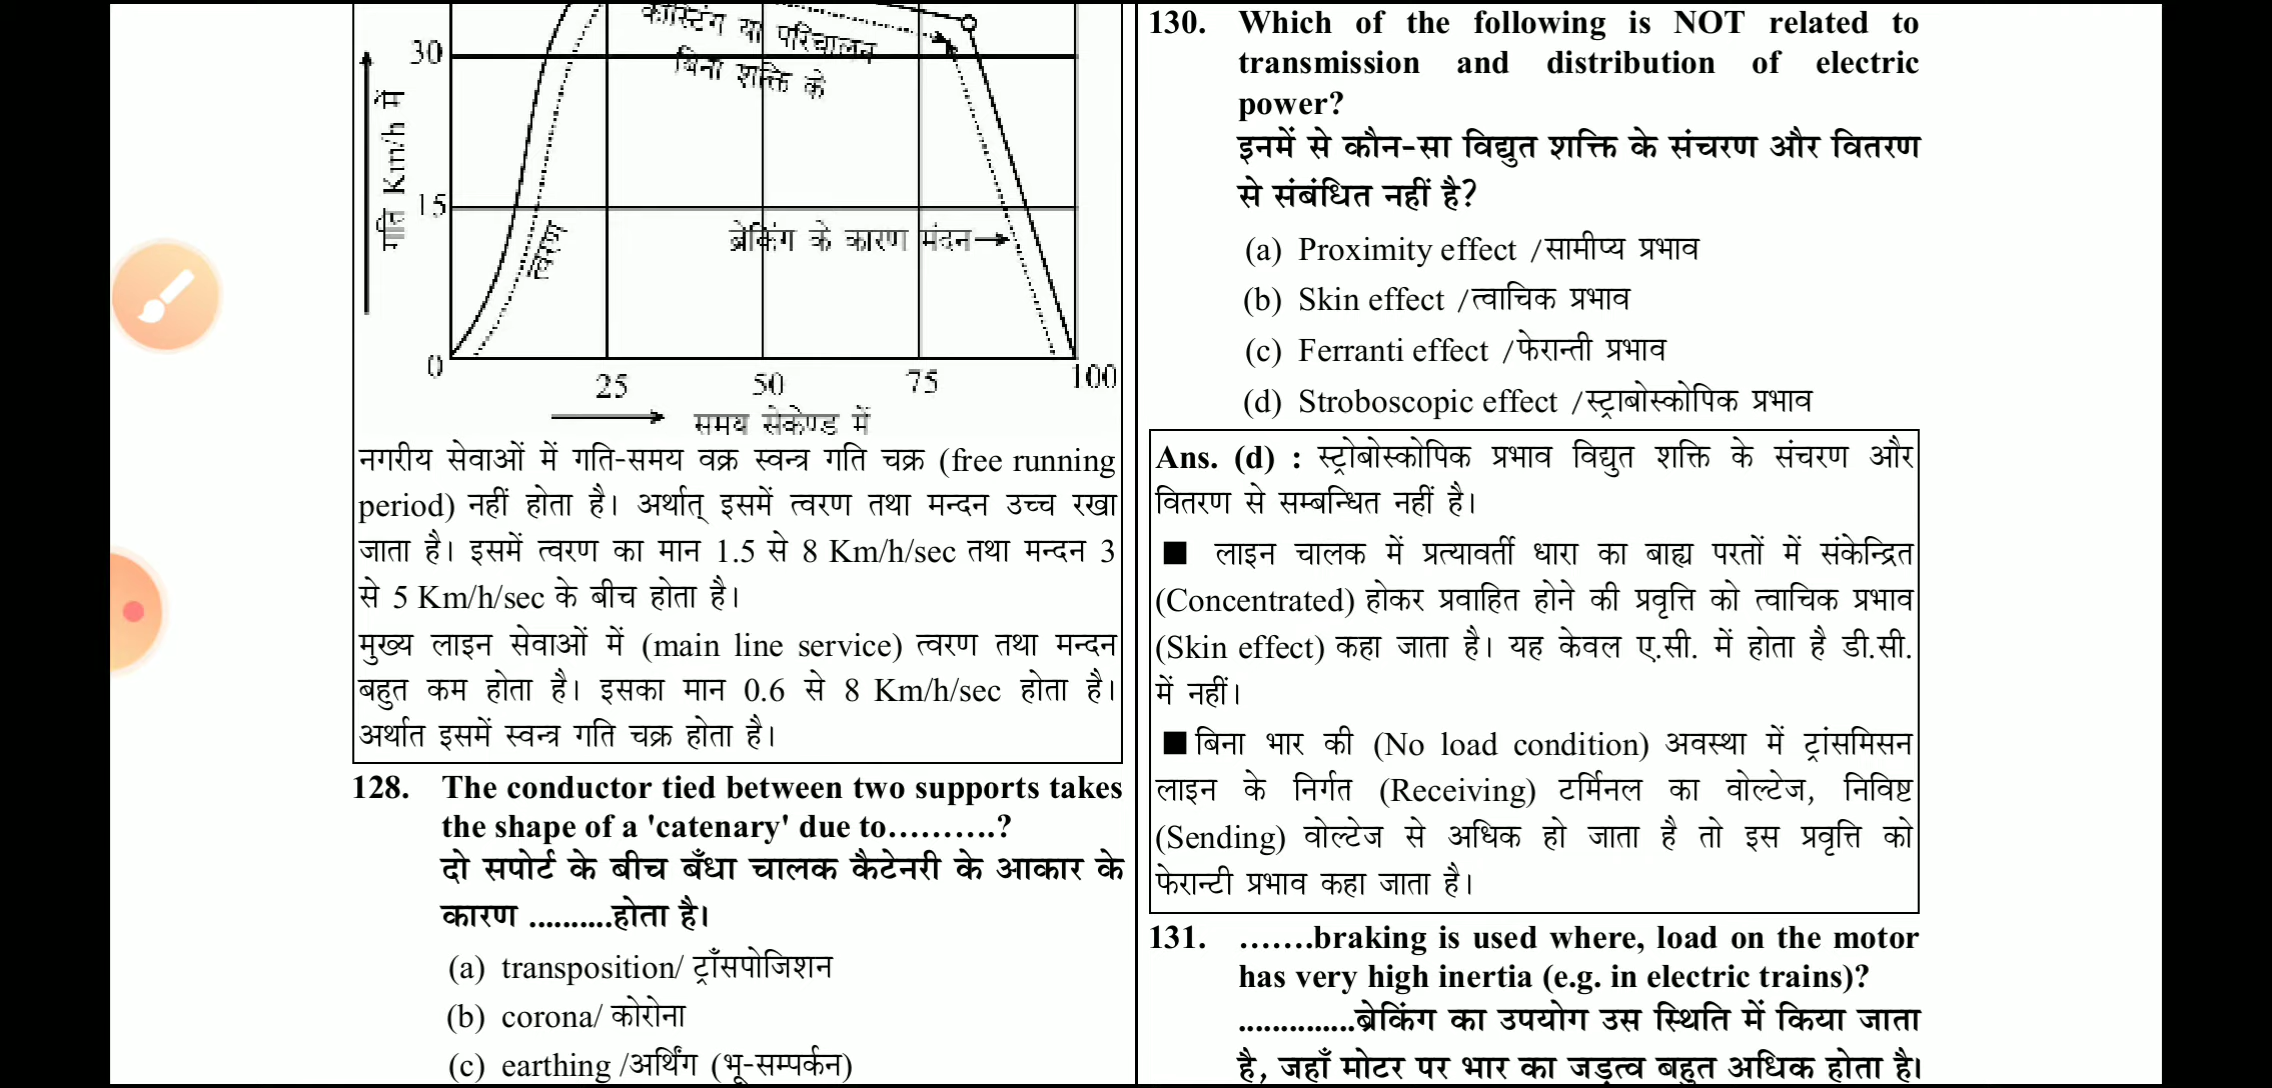 कोस्टिंग या परिचालन
बिना शक्ति के
30
गति Km/h में
15
त्वरण
ब्रेकिंग के कारण मंदन
0
25
50
75
100
समय सेकेण्ड में
नगरीय सेवाओं में गति-समय वक्र स्वन्त्र गति चक्र (free running
period) नहीं होता है। अर्थात् इसमें त्वरण तथा मन्दन उच्च रखा
जाता है। इसमें त्वरण का मान 1.5 से 8 Km/h/sec तथा मन्दन 3
से 5 Km/h/sec के बीच होता है।
मुख्य लाइन सेवाओं में (main line service) त्वरण तथा मन्दन
बहुत कम होता है। इसका मान 0.6 से 8 Km/h/sec होता है।
अर्थात इसमें स्वन्त्र गति चक्र होता है।
128. The conductor tied between two supports takes
the shape of a 'catenary' due to..........?
दो सपोर्ट के बीच बँधा चालक कैटेनरी के आकार के
कारण ..........होता है।
(a) transposition/ ट्राँसपोजिशन
(b) corona/ कोरोना
(c) earthing /अर्थिंग (भू-सम्पर्कन)
130. Which of the following is NOT related to
transmission and distribution of electric
power?
इनमें से कौन-सा विद्युत शक्ति के संचरण और वितरण
से संबंधित नहीं है?
(a) Proximity effect /सामीप्य प्रभाव
(b) Skin effect /त्वाचिक प्रभाव
(c) Ferranti effect /फेरान्ती प्रभाव
(d) Stroboscopic effect /स्ट्राबोस्कोपिक प्रभाव
Ans. (d) : स्ट्रोबोस्कोपिक प्रभाव विद्युत शक्ति के संचरण और
वितरण से सम्बन्धित नहीं है।
■ लाइन चालक में प्रत्यावर्ती धारा का बाह्य परतों में संकेन्द्रित
(Concentrated) होकर प्रवाहित होने की प्रवृत्ति को त्वाचिक प्रभाव
(Skin effect) कहा जाता है। यह केवल ए.सी. में होता है डी.सी.
में नहीं।
■ बिना भार की (No load condition) अवस्था में ट्रांसमिसन
लाइन के निर्गत (Receiving) टर्मिनल का वोल्टेज, निविष्ट
(Sending) वोल्टेज से अधिक हो जाता है तो इस प्रवृत्ति को
फेरान्टी प्रभाव कहा जाता है।
131. .......braking is used where, load on the motor
has very high inertia (e.g. in electric trains)?
..............ब्रेकिंग का उपयोग उस स्थिति में किया जाता
है, जहाँ मोटर पर भार का जड़त्व बहुत अधिक होता है।